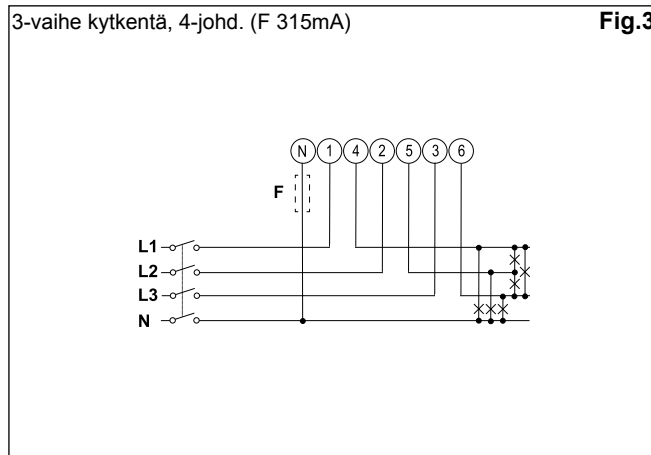 3-vaihe kytkentä, 4-johd. (F 315mA) Fig.3
N 1 4 2 5 3 6
F
L1
L2
L3
N